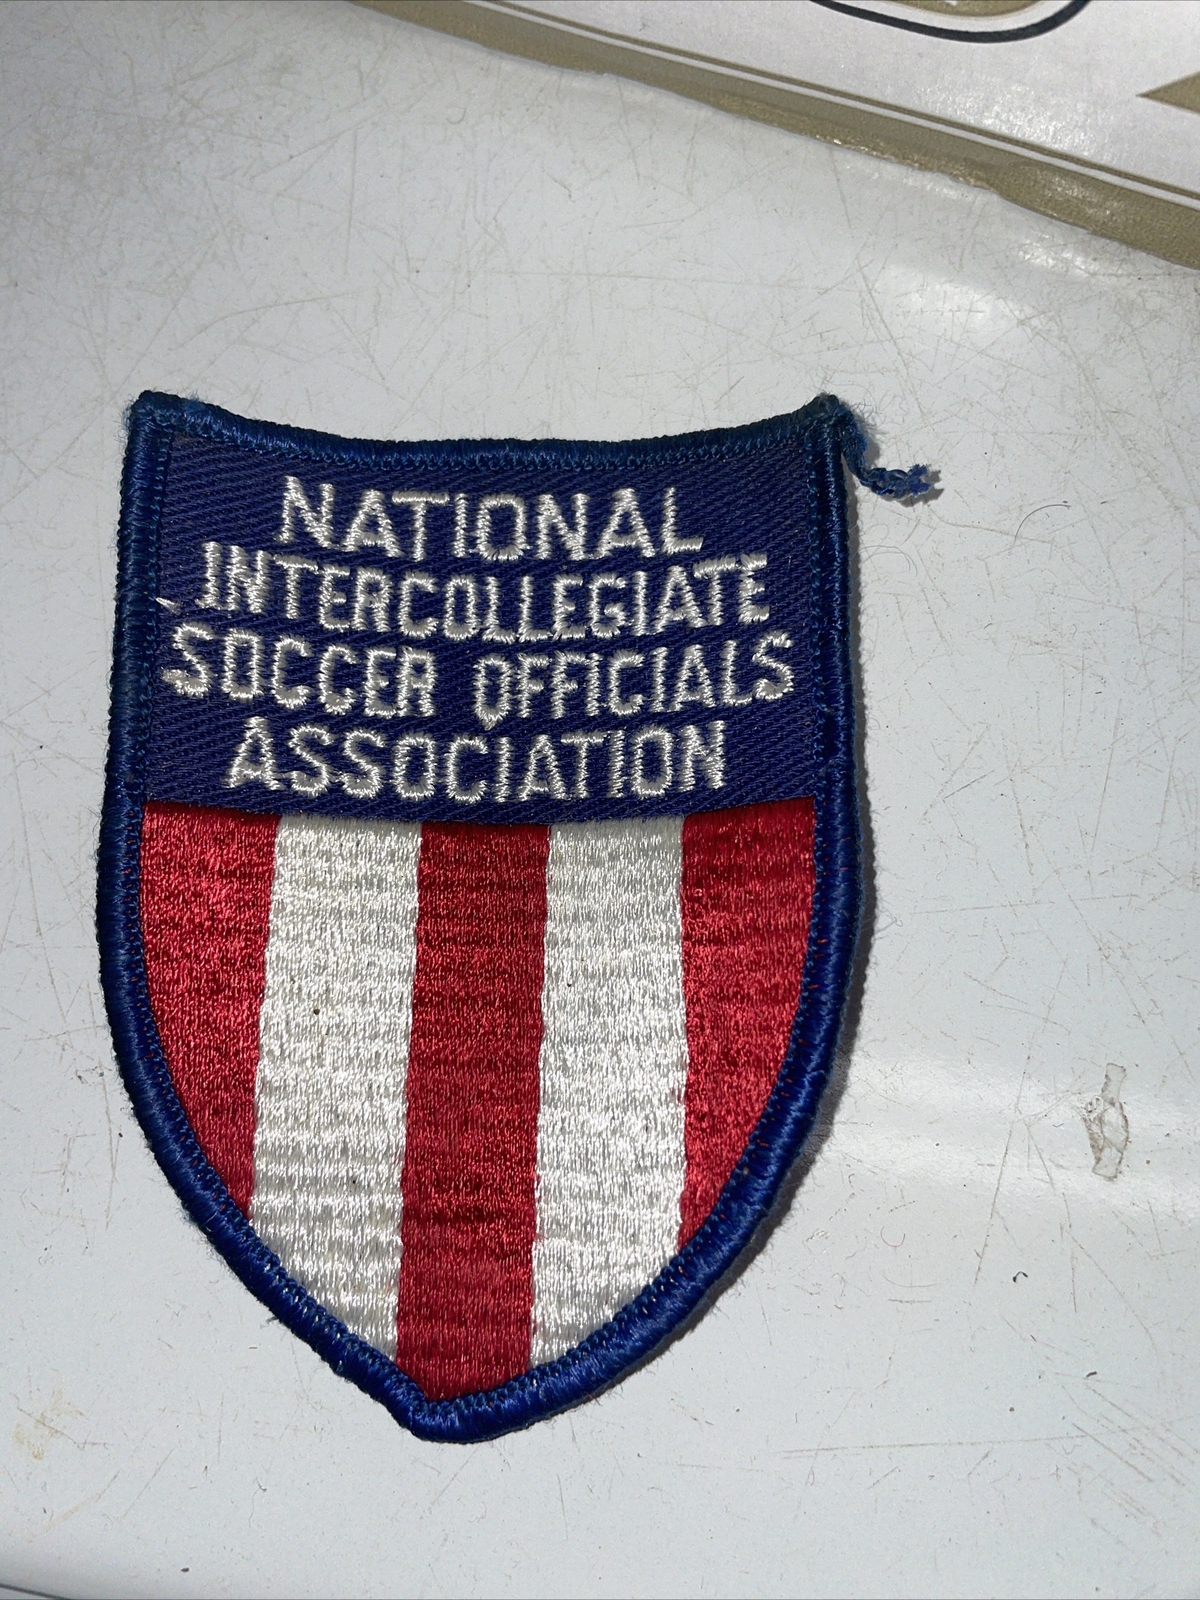 NATIONAL
INTERCOLLEGIATE
SOCCER OFFICIALS
ASSOCIATION